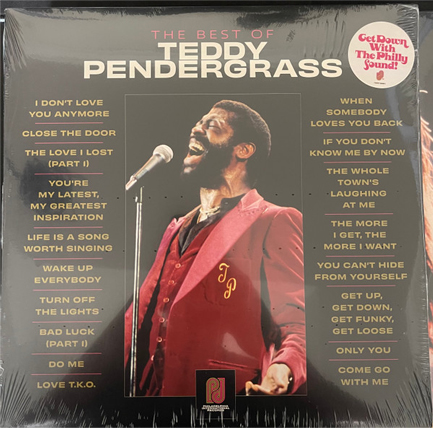 THE BEST OF
TEDDY
PENDERGRASS
Get Down
With
The Philly
Sound!
I DON'T LOVE
YOU ANYMORE
CLOSE THE DOOR
THE LOVE I LOST
(PART I)
YOU'RE
MY LATEST,
MY GREATEST
INSPIRATION
LIFE IS A SONG
WORTH SINGING
WAKE UP
EVERYBODY
TURN OFF
THE LIGHTS
BAD LUCK
(PART I)
DO ME
LOVE T.K.O.
WHEN
SOMEBODY
LOVES YOU BACK
IF YOU DON'T
KNOW ME BY NOW
THE WHOLE
TOWN'S
LAUGHING
AT ME
THE MORE
I GET, THE
MORE I WANT
YOU CAN'T HIDE
FROM YOURSELF
GET UP,
GET DOWN,
GET FUNKY,
GET LOOSE
ONLY YOU
COME GO
WITH ME
TP
PHILADELPHIA
INTERNATIONAL
RECORDS